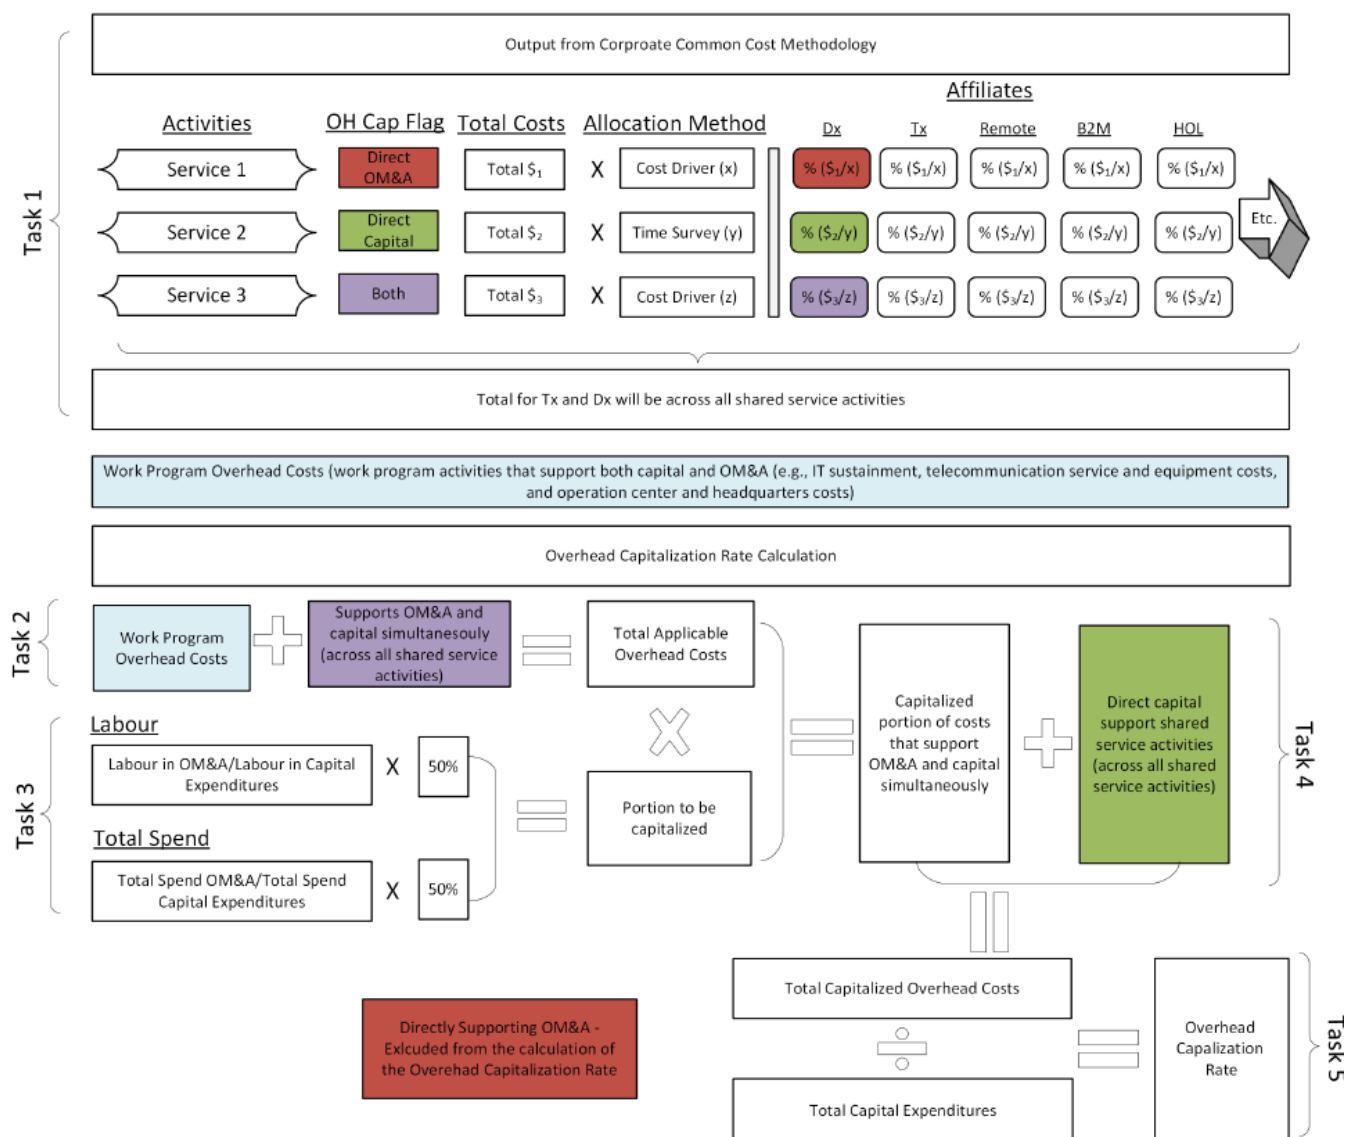 Output from Corproate Common Cost Methodology
Task 1
Affiliates
Activities
OH Cap Flag
Total Costs
Allocation Method
Dx
Tx
Remote
B2M
HOL
Service 1
Direct
OM&A
Total $₁
X
Cost Driver (x)
% ($₁/x)
% ($₁/x)
% ($₁/x)
% ($₁/x)
% ($₁/x)
Service 2
Direct
Capital
Total $₂
X
Time Survey (y)
% ($₂/y)
% ($₂/y)
% ($₂/y)
% ($₂/y)
% ($₂/y)
Etc.
Service 3
Both
Total $₃
X
Cost Driver (z)
% ($₃/z)
% ($₃/z)
% ($₃/z)
% ($₃/z)
% ($₃/z)
Total for Tx and Dx will be across all shared service activities
Work Program Overhead Costs (work program activities that support both capital and OM&A (e.g., IT sustainment, telecommunication service and equipment costs,
and operation center and headquarters costs)
Overhead Capitalization Rate Calculation
Task 2
Work Program
Overhead Costs
Supports OM&A and
capital simultanesouly
(across all shared service
activities)
Total Applicable
Overhead Costs
Task 3
Labour
Labour in OM&A/Labour in Capital
Expenditures
X
50%
Total Spend
Total Spend OM&A/Total Spend
Capital Expenditures
X
50%
Portion to be
capitalized
Capitalized
portion of costs
that support
OM&A and capital
simultaneously
Direct capital
support shared
service activities
(across all shared
service activities)
Task 4
Directly Supporting OM&A -
Exlcuded from the calculation of
the Overehad Capitalization Rate
Total Capitalized Overhead Costs
Total Capital Expenditures
Overhead
Capalization
Rate
Task 5